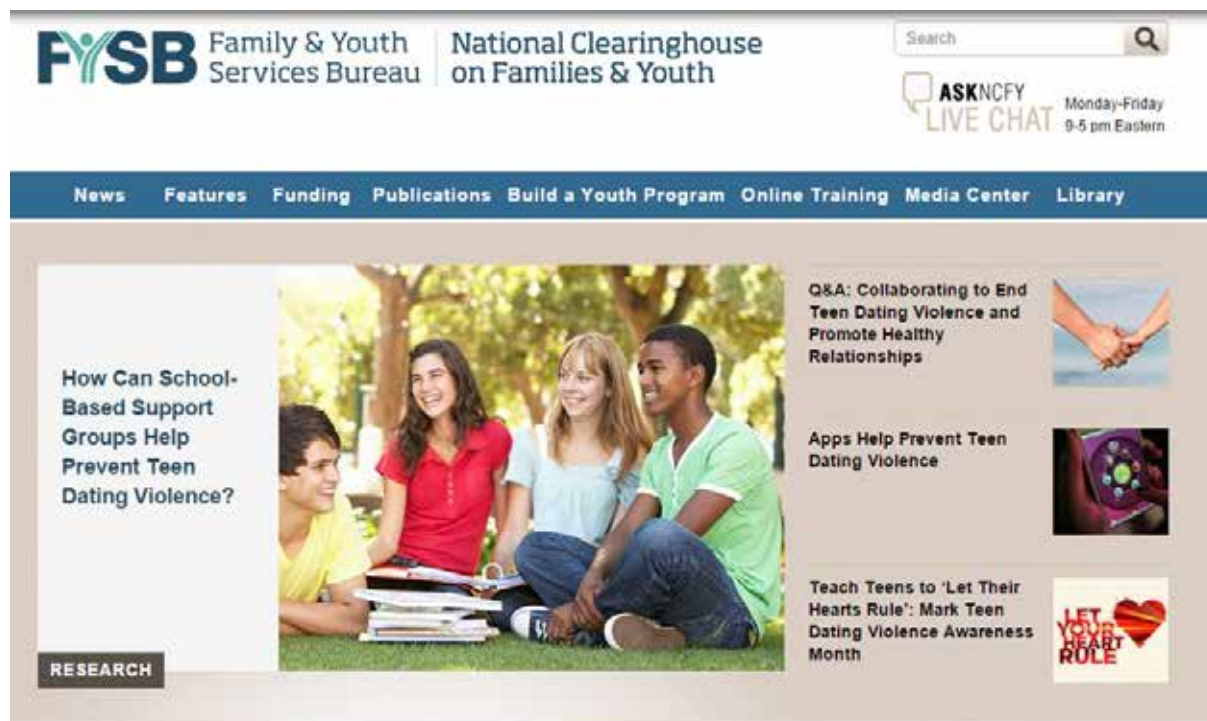 FYSB Family & Youth
Services Bureau
National Clearinghouse
on Families & Youth
Search
ASKNCFY
LIVE CHAT
Monday-Friday
9-5 pm Eastern
News Features Funding Publications Build a Youth Program Online Training Media Center Library
How Can School-
Based Support
Groups Help
Prevent Teen
Dating Violence?
RESEARCH
Q&A: Collaborating to End
Teen Dating Violence and
Promote Healthy
Relationships
Apps Help Prevent Teen
Dating Violence
Teach Teens to ‘Let Their
Hearts Rule’: Mark Teen
Dating Violence Awareness
Month
LET
YOUR
HEART
RULE